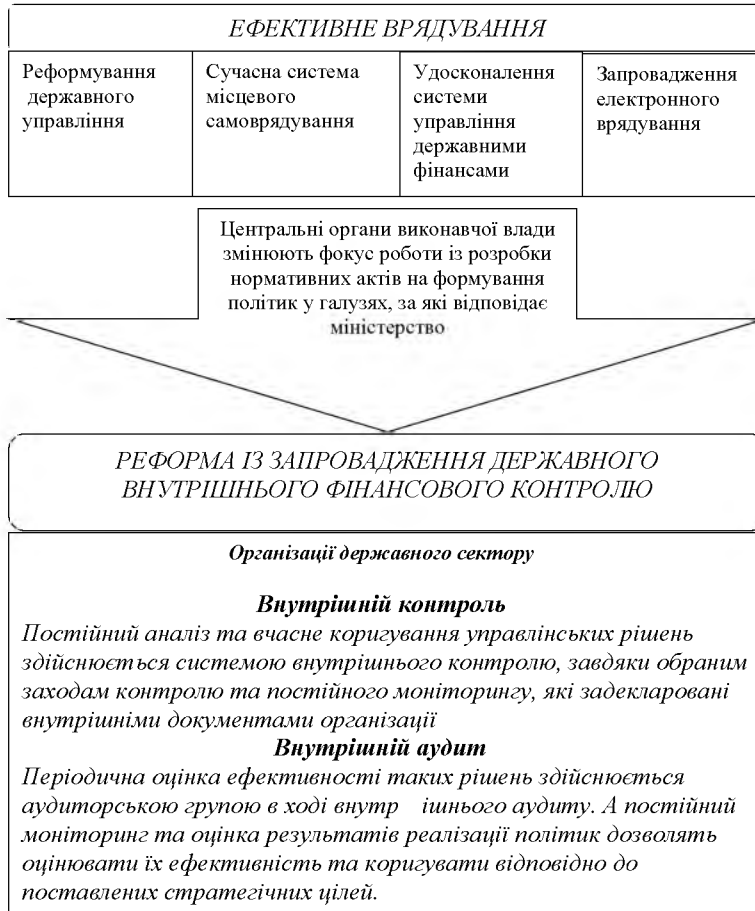 ЕФЕКТИВНЕ ВРЯДУВАННЯ
Реформування
державного
управління
Сучасна система
місцевого
самоврядування
Удосконалення
системи
управління
державними
фінансами
Запровадження
електронного
врядування
Центральні органи виконавчої влади
змінюють фокус роботи із розробки
нормативних актів на формування
політик у галузях, за які відповідає
міністерство
РЕФОРМА ІЗ ЗАПРОВАДЖЕННЯ ДЕРЖАВНОГО
ВНУТРІШНЬОГО ФІНАНСОВОГО КОНТРОЛЮ
Організації державного сектору
Внутрішній контроль
Постійний аналіз та вчасне коригування управлінських рішень
здійснюється системою внутрішнього контролю, завдяки обраним
заходам контролю та постійного моніторингу, які задекларовані
внутрішніми документами організації
Внутрішній аудит
Періодична оцінка ефективності таких рішень здійснюється
аудиторською групою в ході внутр ішнього аудиту. А постійний
моніторинг та оцінка результатів реалізації політик дозволять
оцінювати їх ефективність та коригувати відповідно до
поставлених стратегічних цілей.